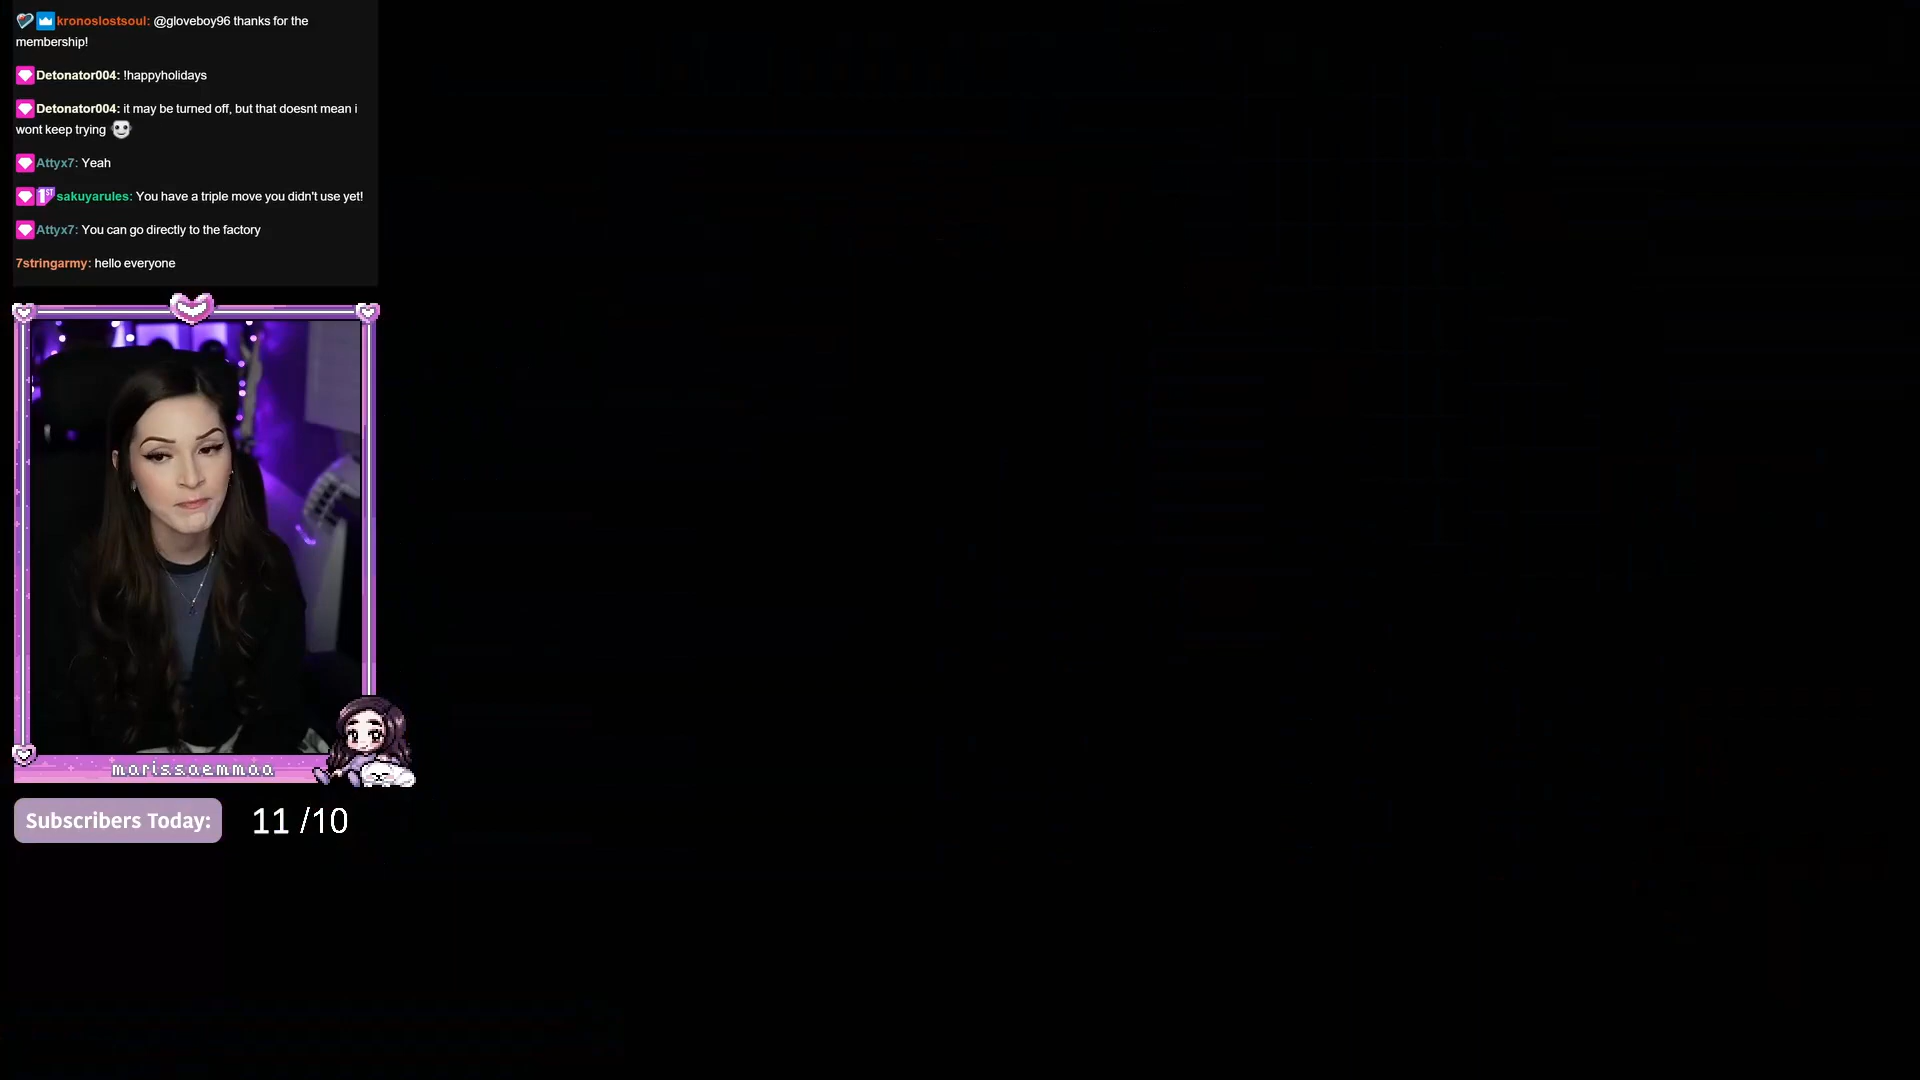 kronoslostsoul: @gloveboy96 thanks for the
membership!
Detonator004: !happyholidays
Detonator004: it may be turned off, but that doesnt mean i
wont keep trying
Attyx7: Yeah
1ST sakuyarules: You have a triple move you didn't use yet!
Attyx7: You can go directly to the factory
7stringarmy: hello everyone
marissaemmaa
Subscribers Today: 11 /10